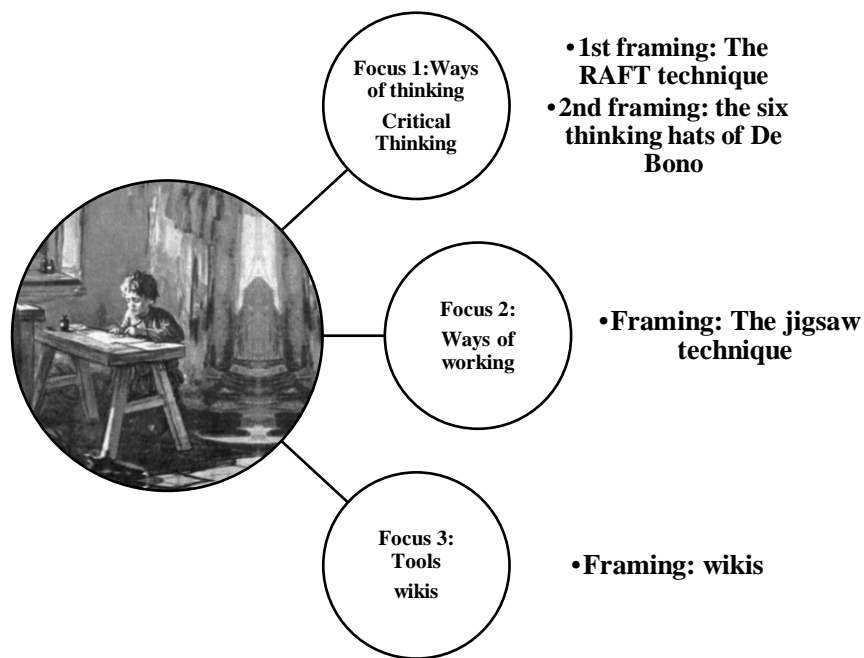 Focus 1:Ways
of thinking
Critical
Thinking
•1st framing: The
RAFT technique
•2nd framing: the six
thinking hats of De
Bono
Focus 2:
Ways of
working
•Framing: The jigsaw
technique
Focus 3:
Tools
wikis
•Framing: wikis